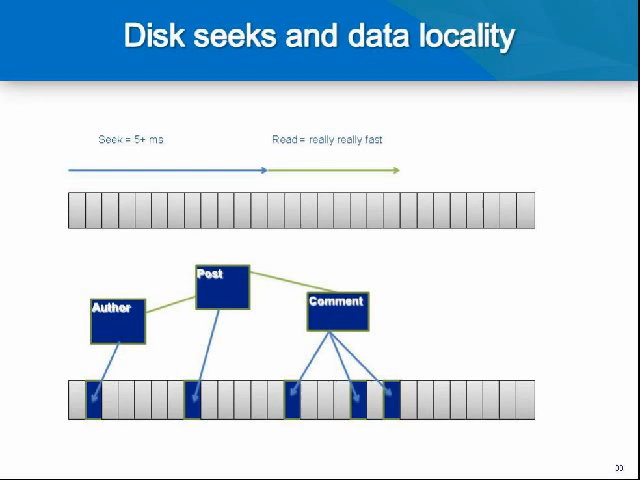 Disk seeks and data locality
Seek = 5+ ms
Read = really really fast
Post
Author
Comment